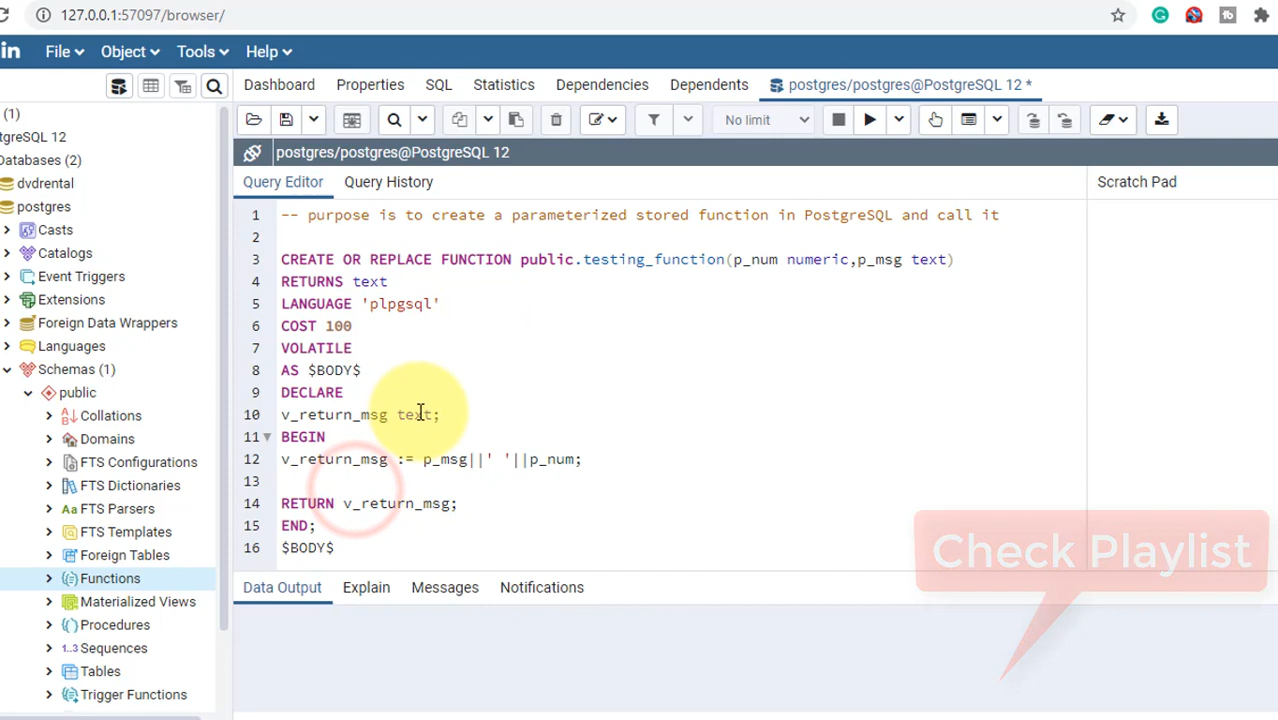 127.0.0.1:57097/browser/
in File Object Tools Help
Dashboard Properties SQL Statistics Dependencies Dependents postgres/postgres@PostgreSQL 12 *
(1)
tgreSQL 12
Databases (2)
dvdrental
postgres
Casts
Catalogs
Event Triggers
Extensions
Foreign Data Wrappers
Languages
Schemas (1)
public
Collations
Domains
FTS Configurations
FTS Dictionaries
Aa FTS Parsers
FTS Templates
Foreign Tables
Functions
Materialized Views
Procedures
1..3 Sequences
Tables
Trigger Functions
No limit
postgres/postgres@PostgreSQL 12
Query Editor Query History
Scratch Pad
1 -- purpose is to create a parameterized stored function in PostgreSQL and call it
2
3 CREATE OR REPLACE FUNCTION public.testing_function(p_num numeric,p_msg text)
4 RETURNS text
5 LANGUAGE 'plpgsql'
6 COST 100
7 VOLATILE
8 AS $BODY$
9 DECLARE
10 v_return_msg text;
11 BEGIN
12 v_return_msg := p_msg||' '||p_num;
13
14 RETURN v_return_msg;
15 END;
16 $BODY$
Check Playlist
Data Output Explain Messages Notifications